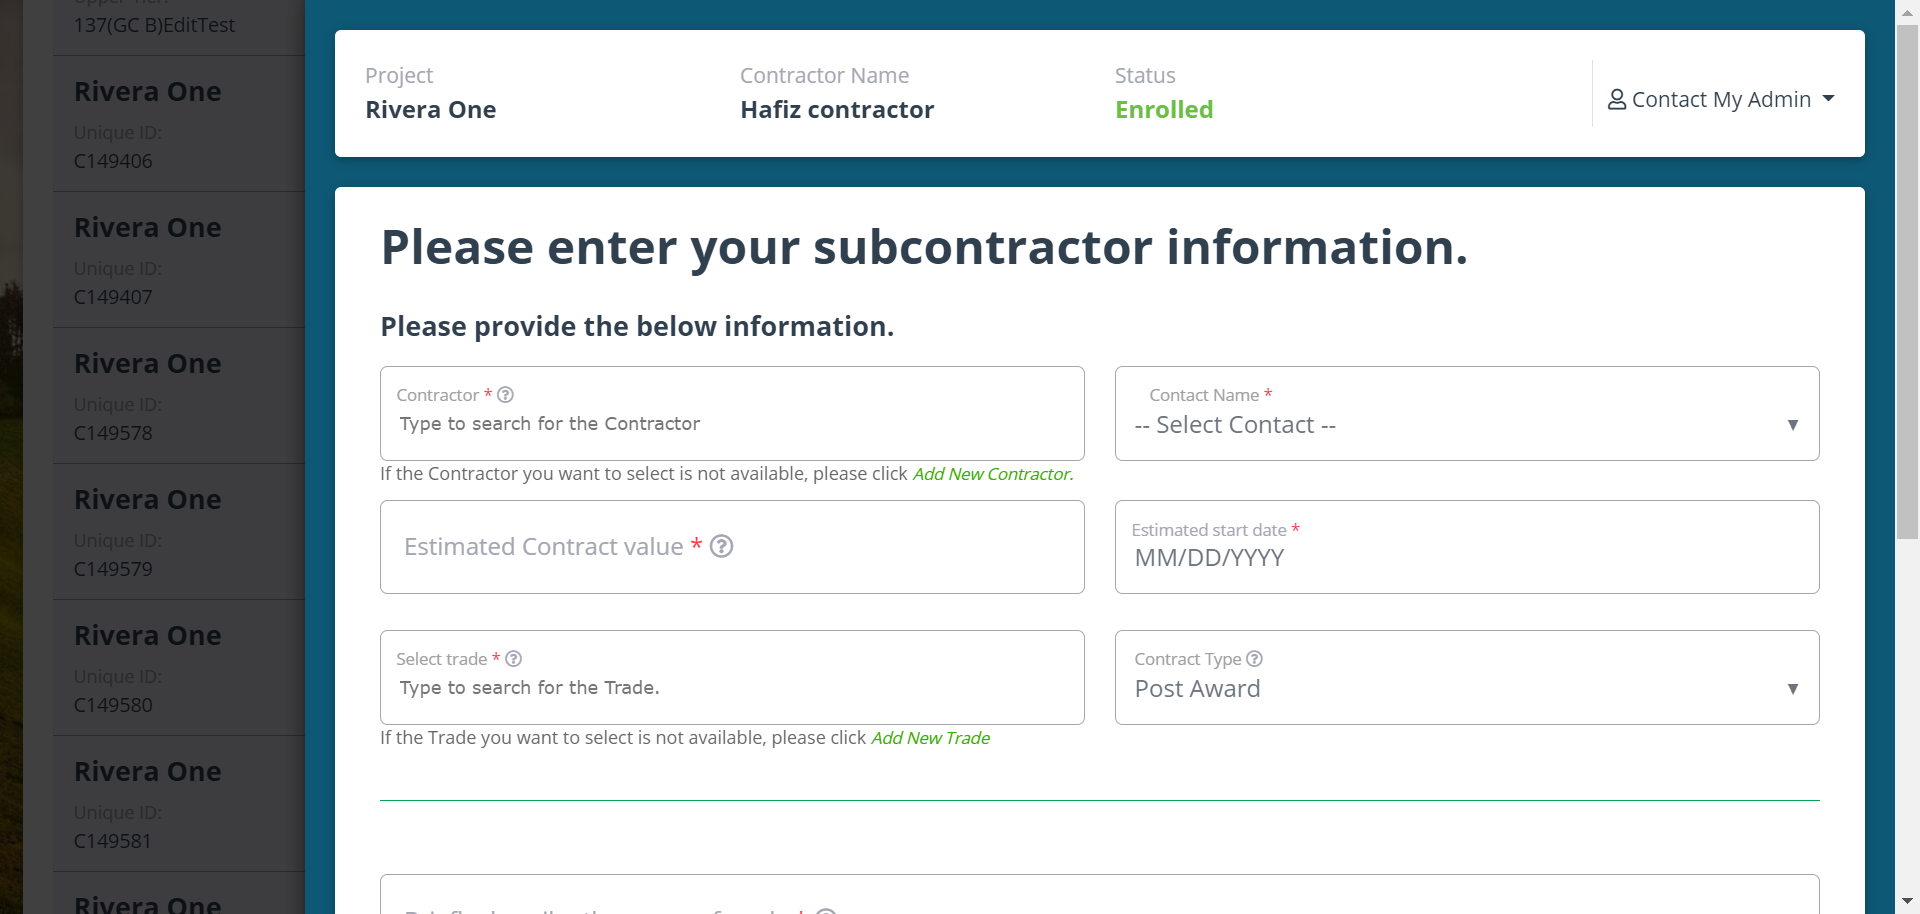 137(GC B)EditTest
Rivera One
Unique ID:
C149406
Rivera One
Unique ID:
C149407
Rivera One
Unique ID:
C149578
Rivera One
Unique ID:
C149579
Rivera One
Unique ID:
C149580
Rivera One
Unique ID:
C149581
Rivera One
Project
Rivera One
Contractor Name
Hafiz contractor
Status
Enrolled
Contact My Admin
Please enter your subcontractor information.
Please provide the below information.
Contractor *
Type to search for the Contractor
Contact Name *
-- Select Contact --
If the Contractor you want to select is not available, please click Add New Contractor.
Estimated Contract value *
Estimated start date *
MM/DD/YYYY
Select trade *
Type to search for the Trade.
Contract Type
Post Award
If the Trade you want to select is not available, please click Add New Trade